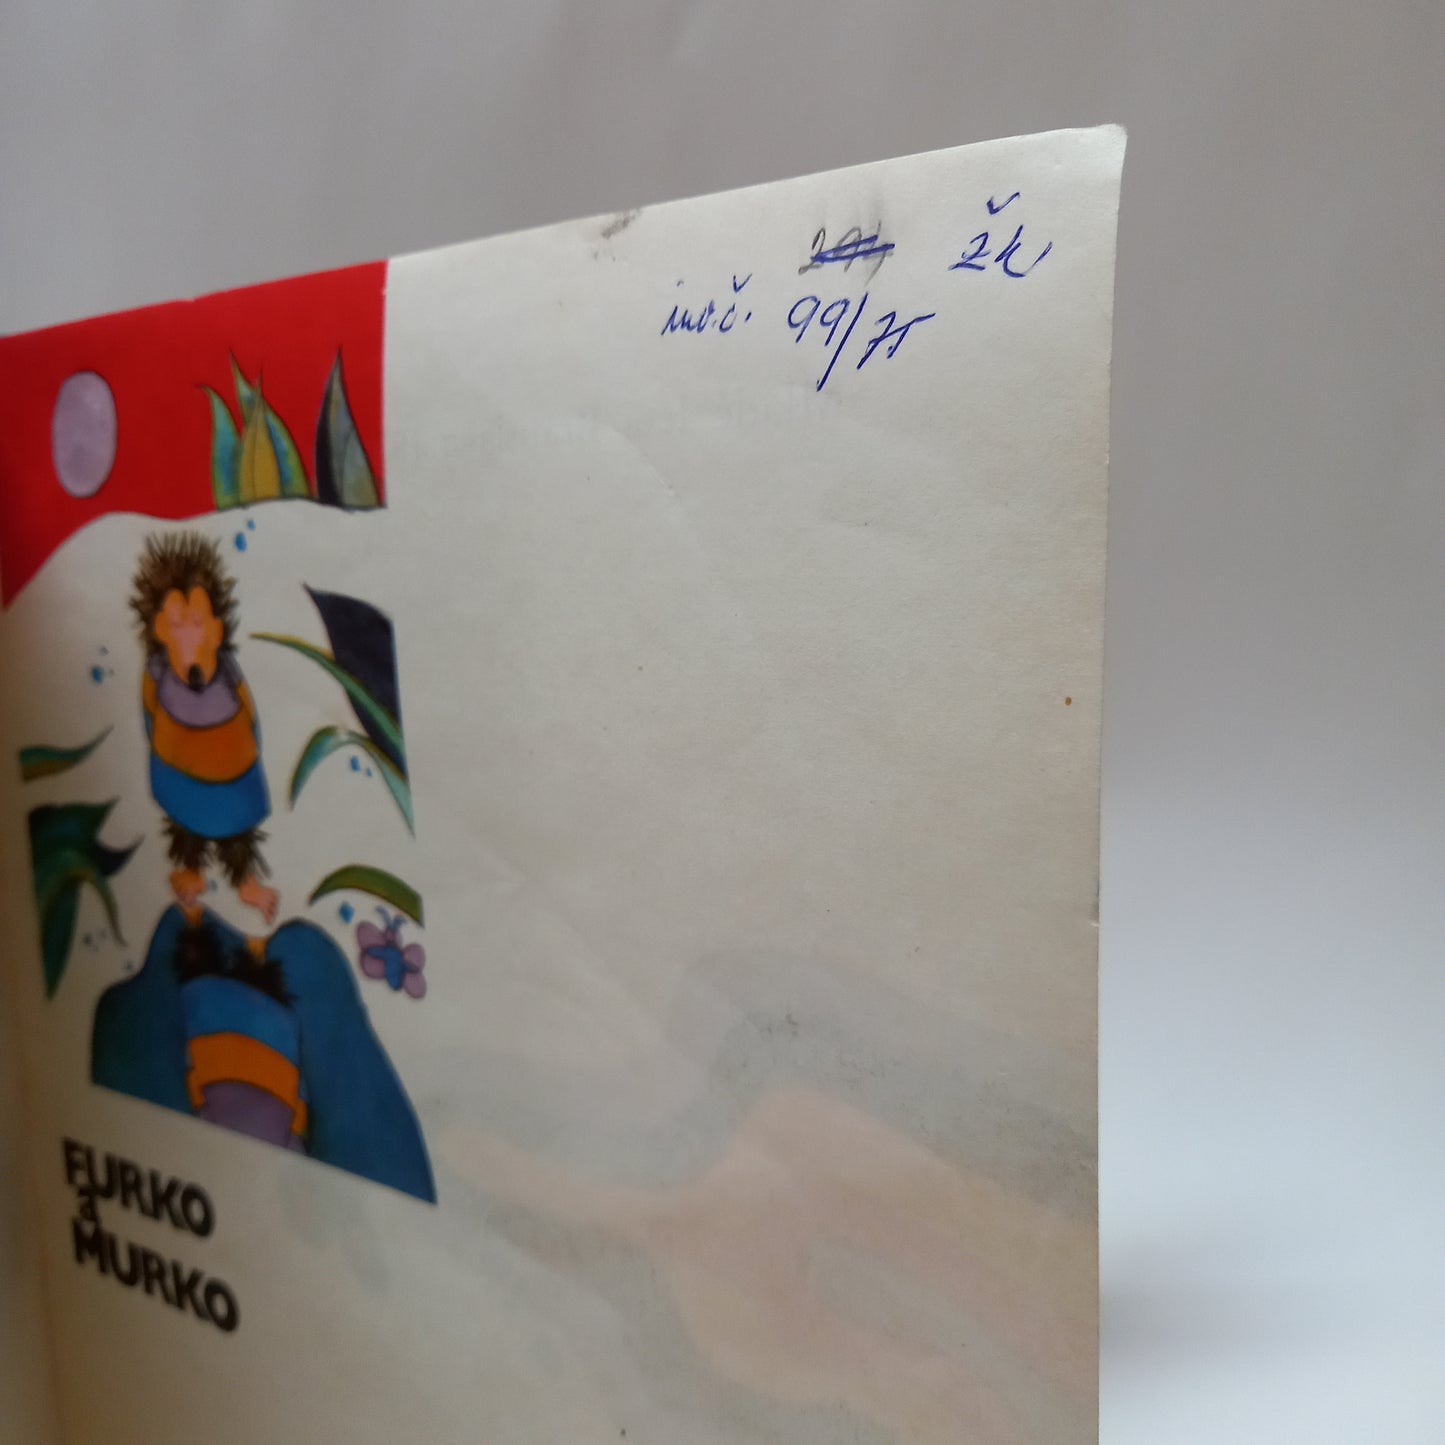 žk
inv.č. 99/75
FURKO
a
MURKO